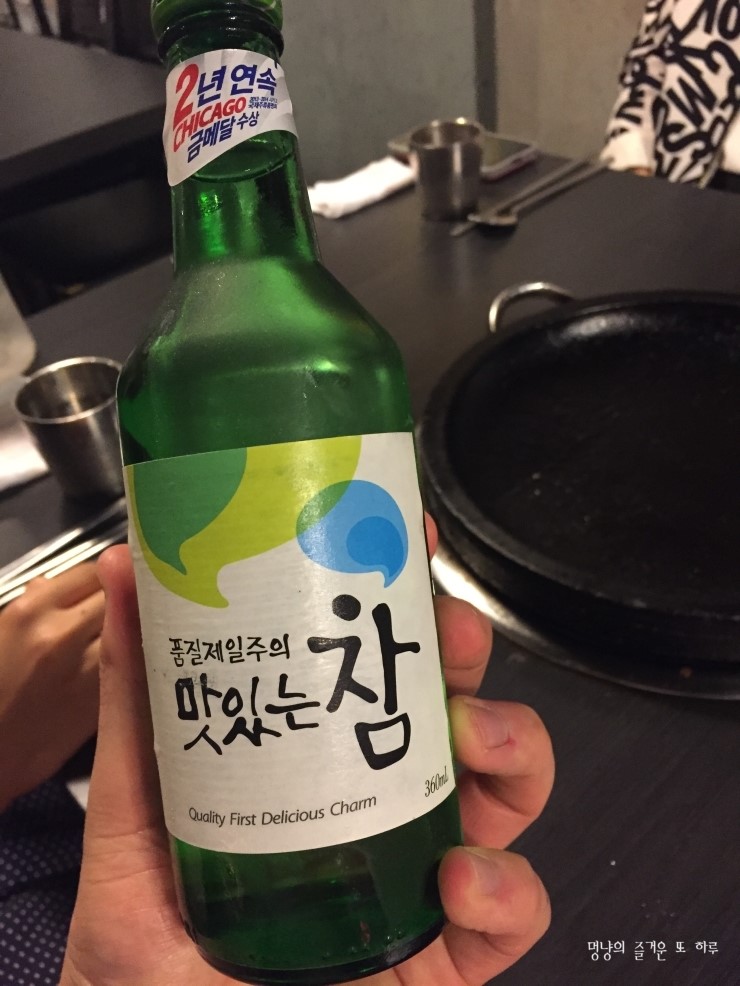 2년 연속
CHICAGO
금메달 수상
품질제일주의
맛있는 참
Quality First Delicious Charm
360mL
멍냥의 즐거운 또 하루